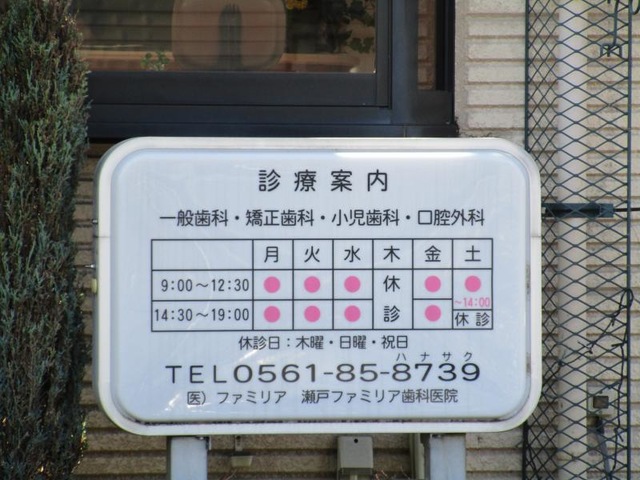 診療案内
一般歯科・矯正歯科・小児歯科・口腔外科
月 火 水 木 金 土
9:00～12:30 ● ● ● 休 ● ● ～14:00
14:30～19:00 ● ● ● 診 ● 休診
休診日：木曜・日曜・祝日
ハナサク
TEL0561-85-8739
医）ファミリア 瀬戸ファミリア歯科医院